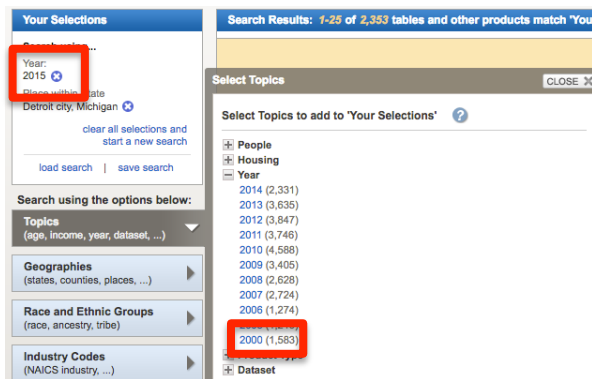 Your Selections
Search using...
Year:
2015
Place within State
Detroit city, Michigan
clear all selections and
start a new search
load search | save search
Search using the options below:
Topics
(age, income, year, dataset, ...)
Geographies
(states, counties, places, ...)
Race and Ethnic Groups
(race, ancestry, tribe)
Industry Codes
(NAICS industry, ...)
Search Results: 1-25 of 2,353 tables and other products match 'You
Select Topics
CLOSE
Select Topics to add to 'Your Selections'
?
People
Housing
Year
2014 (2,331)
2013 (3,635)
2012 (3,847)
2011 (3,746)
2010 (4,588)
2009 (3,405)
2008 (2,628)
2007 (2,724)
2006 (1,274)
2000 (1,583)
Product Type
Dataset